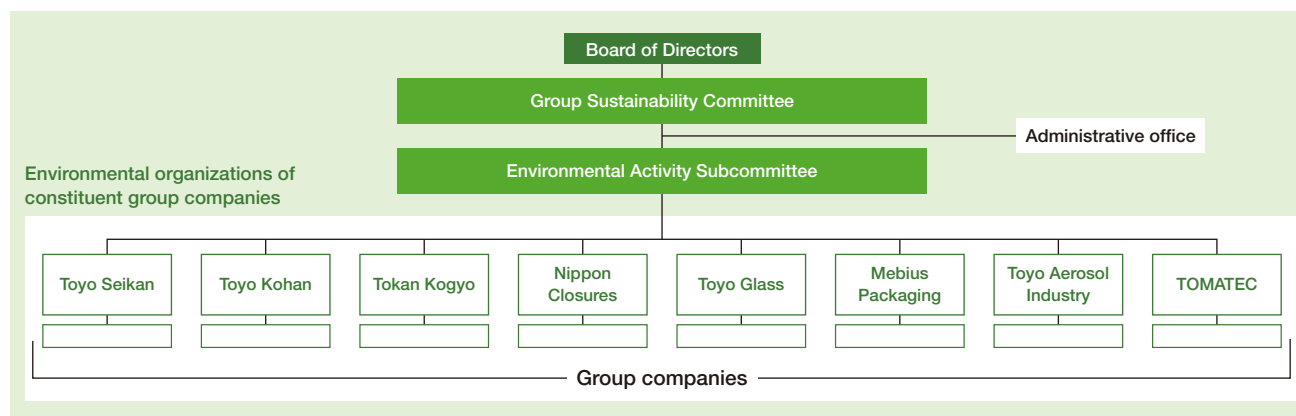 Board of Directors
Group Sustainability Committee
Administrative office
Environmental Activity Subcommittee
Environmental organizations of
constituent group companies
Toyo Seikan
Toyo Kohan
Tokan Kogyo
Nippon
Closures
Toyo Glass
Mebius
Packaging
Toyo Aerosol
Industry
TOMATEC
Group companies